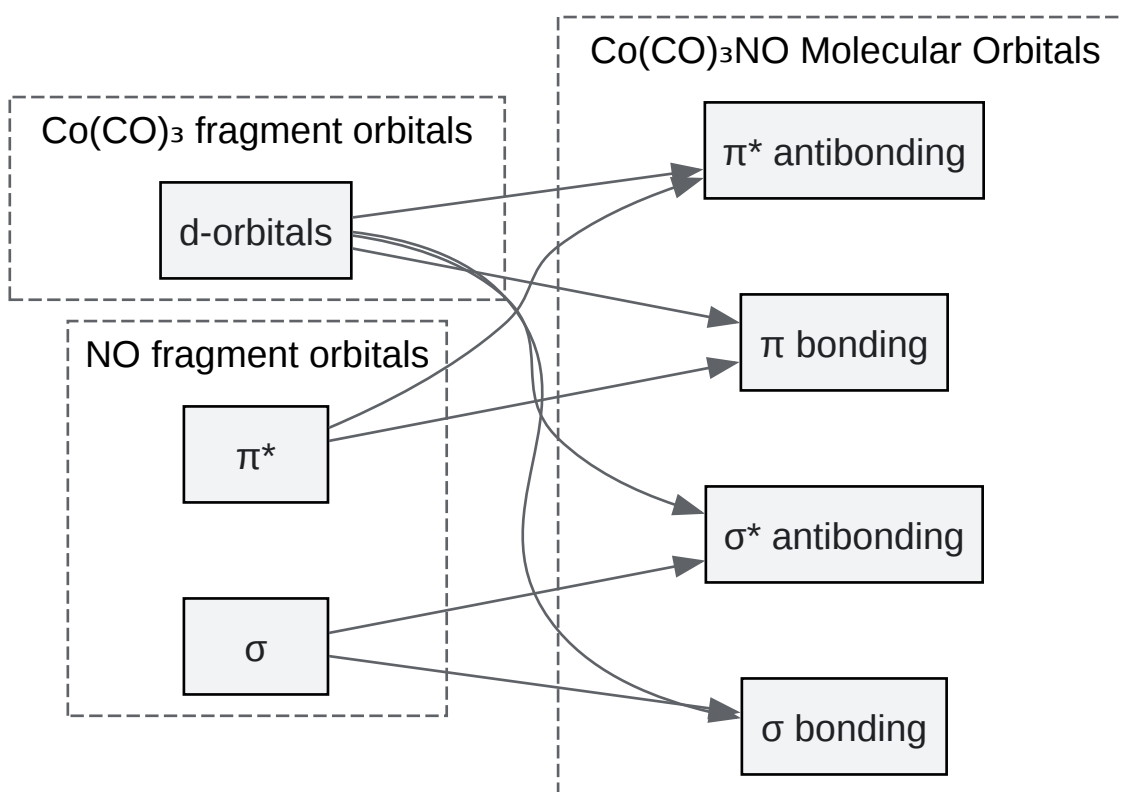 Co(CO)₃NO Molecular Orbitals
Co(CO)₃ fragment orbitals
π* antibonding
d-orbitals
NO fragment orbitals
π bonding
π*
σ* antibonding
σ
σ bonding